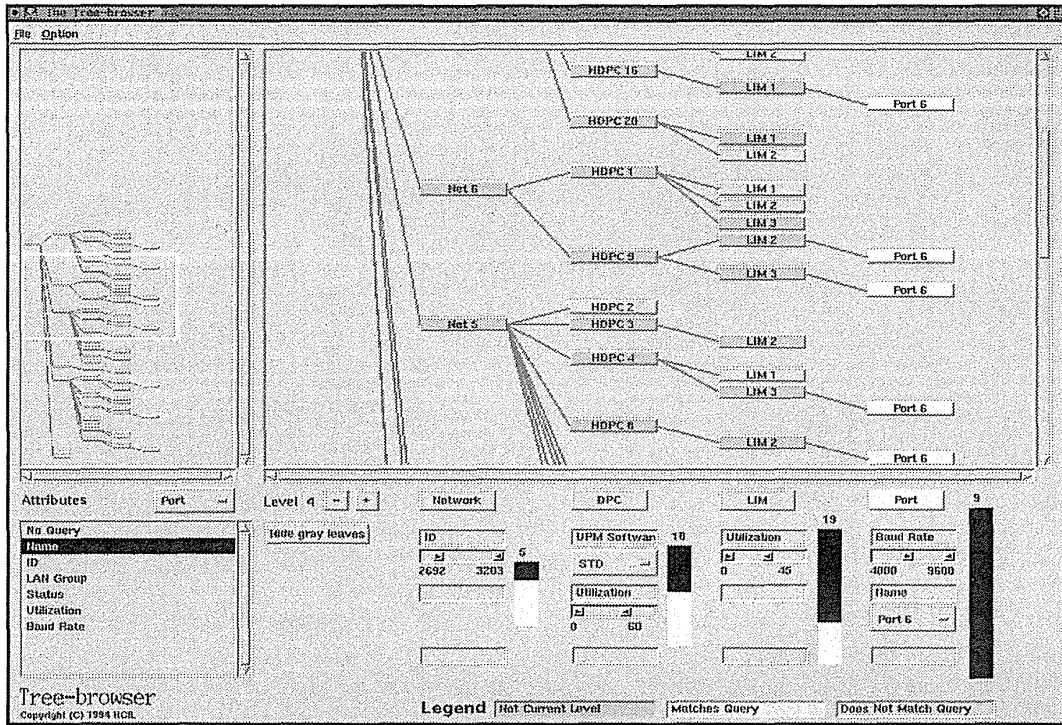 The Tree-browser
File Option
LIM 2
HDPC 16
LIM 1
Port 6
HDPC 20
LIM 1
LIM 2
HDPC 1
Net 6
LIM 1
LIM 2
LIM 3
LIM 2
HDPC 9
Port 6
LIM 3
Port 6
HDPC 2
Net 5
HDPC 3
LIM 2
HDPC 4
LIM 1
LIM 3
Port 6
HDPC 6
LIM 2
Port 6
Attributes Port
Level 4 - + Network DPC LIM Port
No Query
Name
ID
LAN Group
Status
Utilization
Baud Rate
Hide gray leaves
ID
2692 3203
UPM Softwar
STD
Utilization
0 60
19
Utilization
0 45
9
Baud Rate
4000 9600
Name
Port 6
Tree-browser
Copyright (C) 1994 HCIL
Legend Not Current Level Matches Query Does Not Match Query